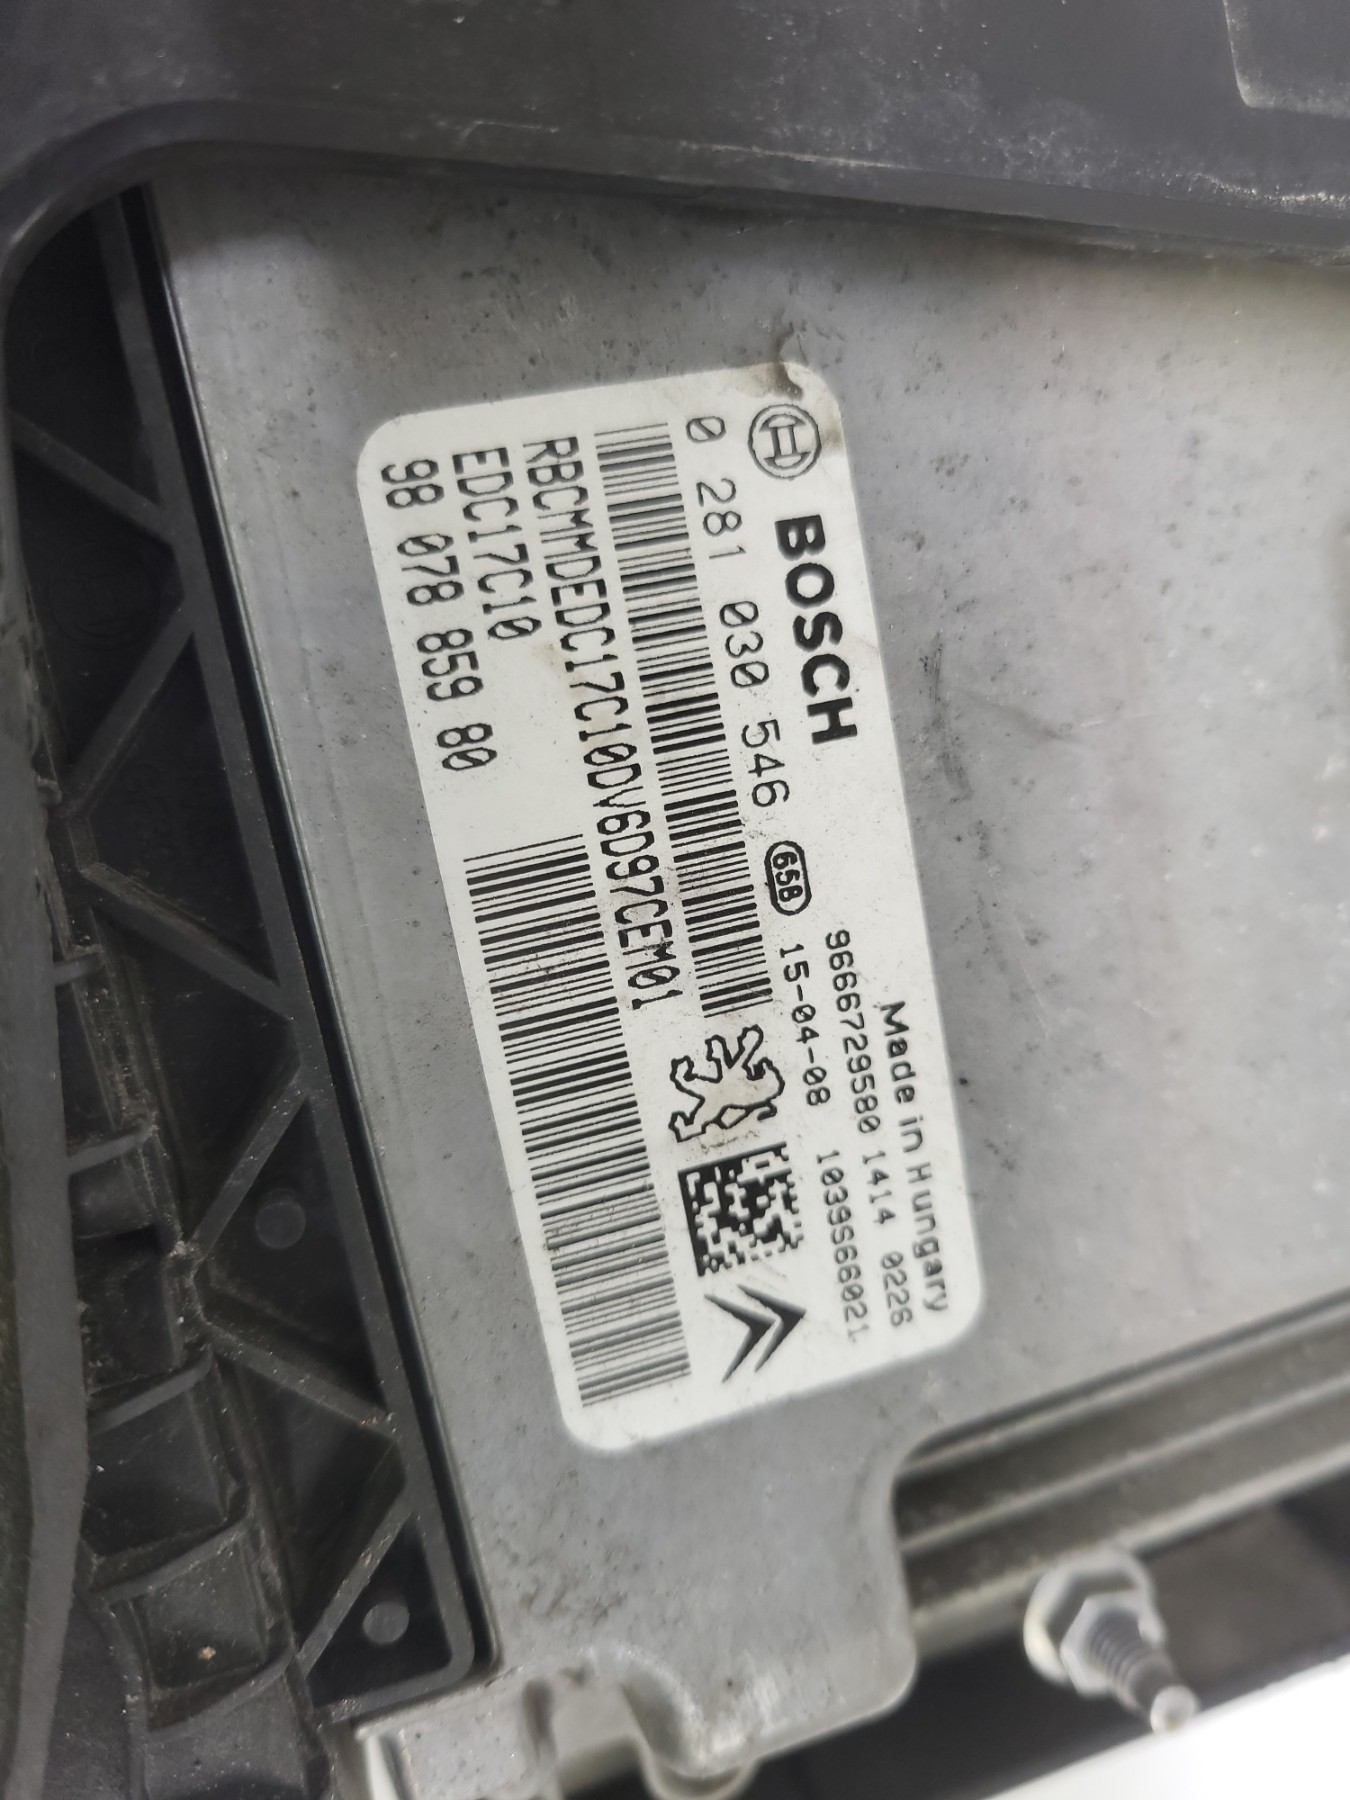 BOSCH
Made in Hungary
9666729580 1414 0226
0 281 030 546 658 15-04-08 1039S66021
RBCMMDEDC17C10DV6D97CEM01
EDC17C10
98 078 859 80